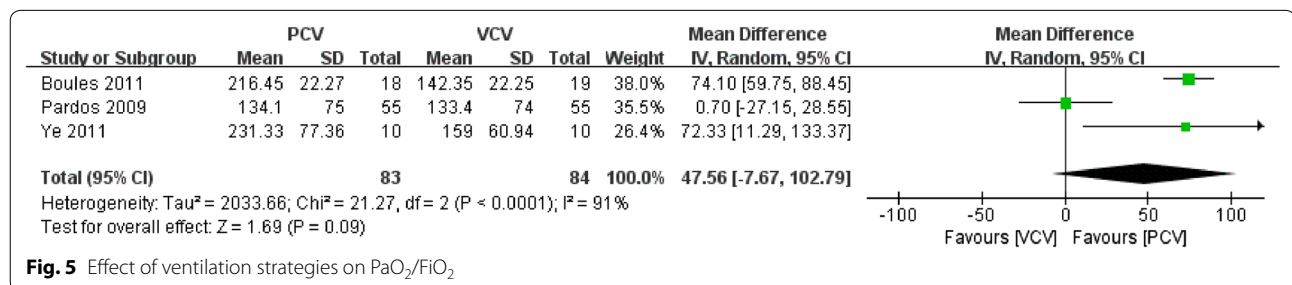 PCV VCV Mean Difference Mean Difference
Study or Subgroup Mean SD Total Mean SD Total Weight IV, Random, 95% CI IV, Random, 95% CI
Boules 2011 216.45 22.27 18 142.35 22.25 19 38.0% 74.10 [59.75, 88.45]
Pardos 2009 134.1 75 55 133.4 74 55 35.5% 0.70 [-27.15, 28.55]
Ye 2011 231.33 77.36 10 159 60.94 10 26.4% 72.33 [11.29, 133.37]
Total (95% CI) 83 84 100.0% 47.56 [-7.67, 102.79]
Heterogeneity: Tau² = 2033.66; Chi² = 21.27, df = 2 (P < 0.0001); I² = 91%
Test for overall effect: Z = 1.69 (P = 0.09)
-100 -50 0 50 100
Favours [VCV] Favours [PCV]
Fig. 5 Effect of ventilation strategies on PaO₂/FiO₂